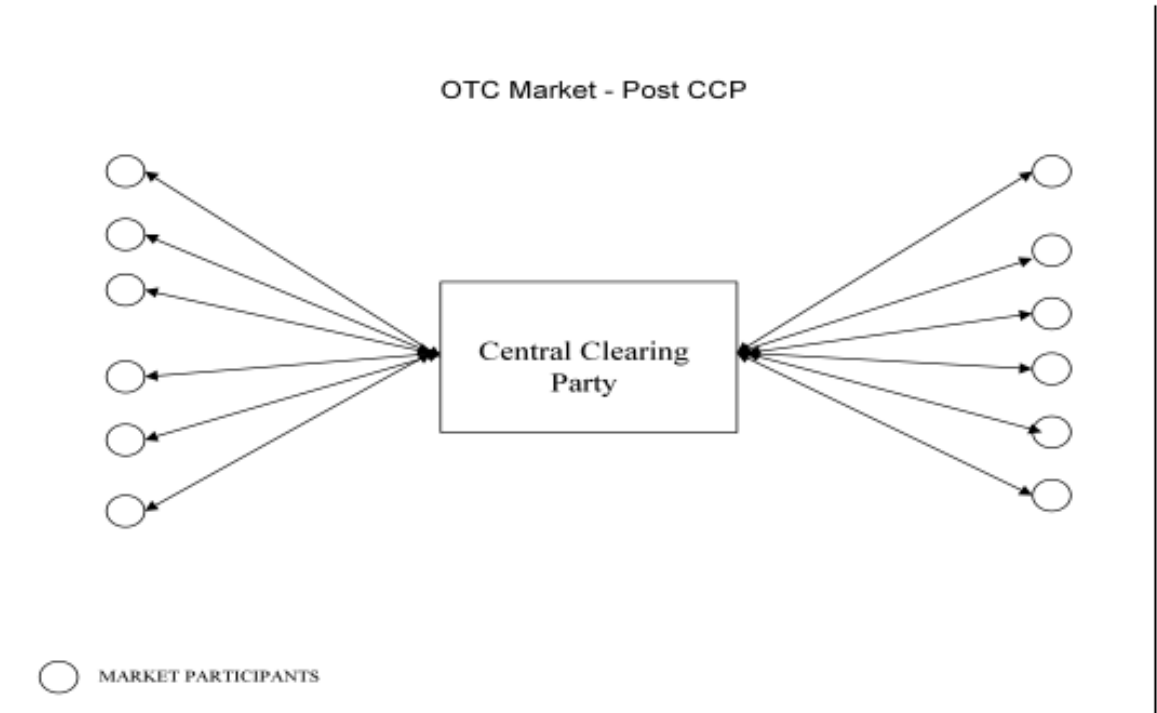 OTC Market - Post CCP
Central Clearing
Party
MARKET PARTICIPANTS